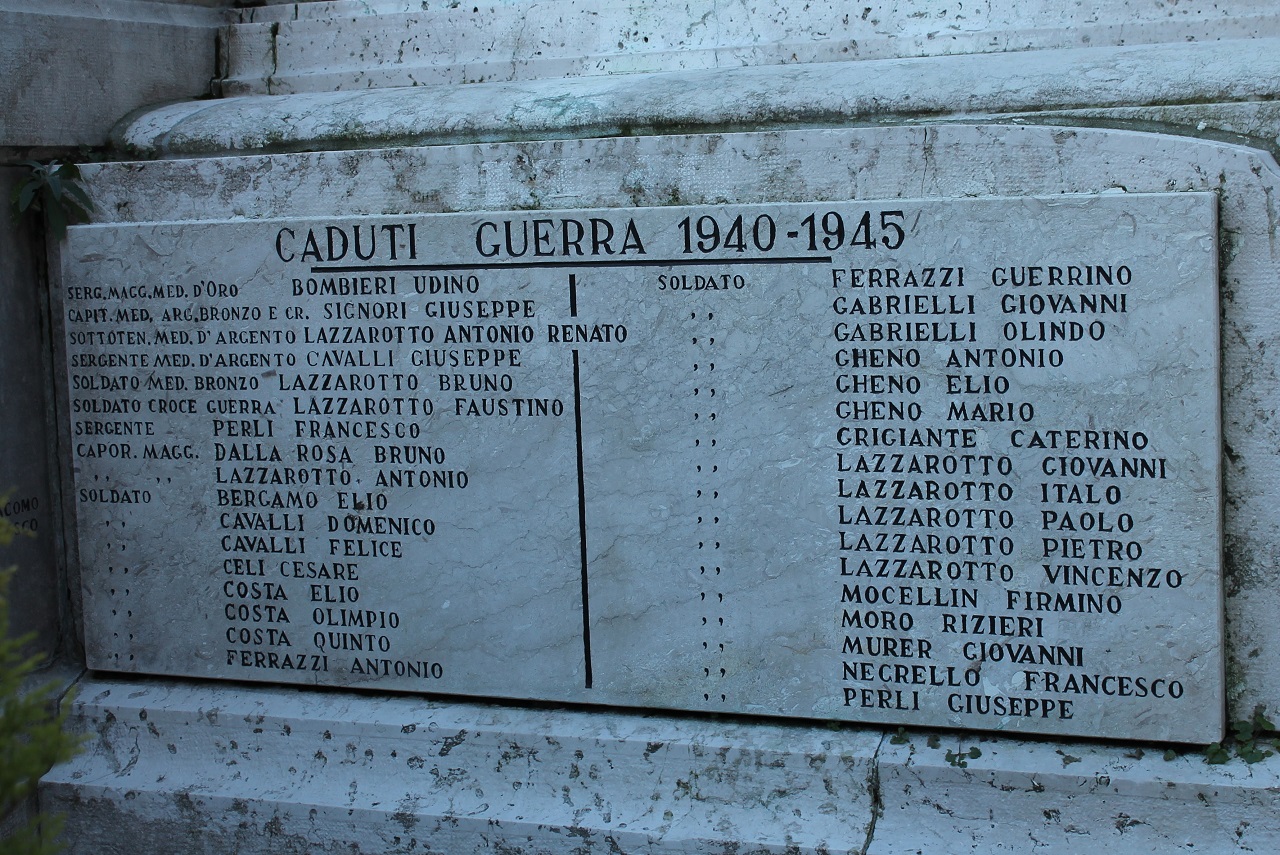 CADUTI GUERRA 1940-1945
SERG.MAGG.MED. D'ORO BOMBIERI UDINO
CAPIT.MED. ARG.BRONZO E CR. SIGNORI GIUSEPPE
SOTTOTEN.MED.D'ARGENTO LAZZAROTTO ANTONIO RENATO
SERGENTE MED.D'ARGENTO CAVALLI GIUSEPPE
SOLDATO MED. BRONZO LAZZAROTTO BRUNO
SOLDATO CROCE GUERRA LAZZAROTTO FAUSTINO
SERGENTE PERLI FRANCESCO
CAPOR. MAGG. DALLA ROSA BRUNO
,, ,, LAZZAROTTO ANTONIO
SOLDATO BERGAMO ELIO
,, CAVALLI DOMENICO
,, CAVALLI FELICE
,, CELI CESARE
,, COSTA ELIO
,, COSTA OLIMPIO
,, COSTA QUINTO
,, FERRAZZI ANTONIO
SOLDATO FERRAZZI GUERRINO
,, GABRIELLI GIOVANNI
,, GABRIELLI OLINDO
,, GHENO ANTONIO
,, GHENO ELIO
,, GHENO MARIO
,, GRIGIANTE CATERINO
,, LAZZAROTTO GIOVANNI
,, LAZZAROTTO ITALO
,, LAZZAROTTO PAOLO
,, LAZZAROTTO PIETRO
,, LAZZAROTTO VINCENZO
,, MOCELLIN FIRMINO
,, MORO RIZIERI
,, MURER GIOVANNI
,, NEGRELLO FRANCESCO
,, PERLI GIUSEPPE